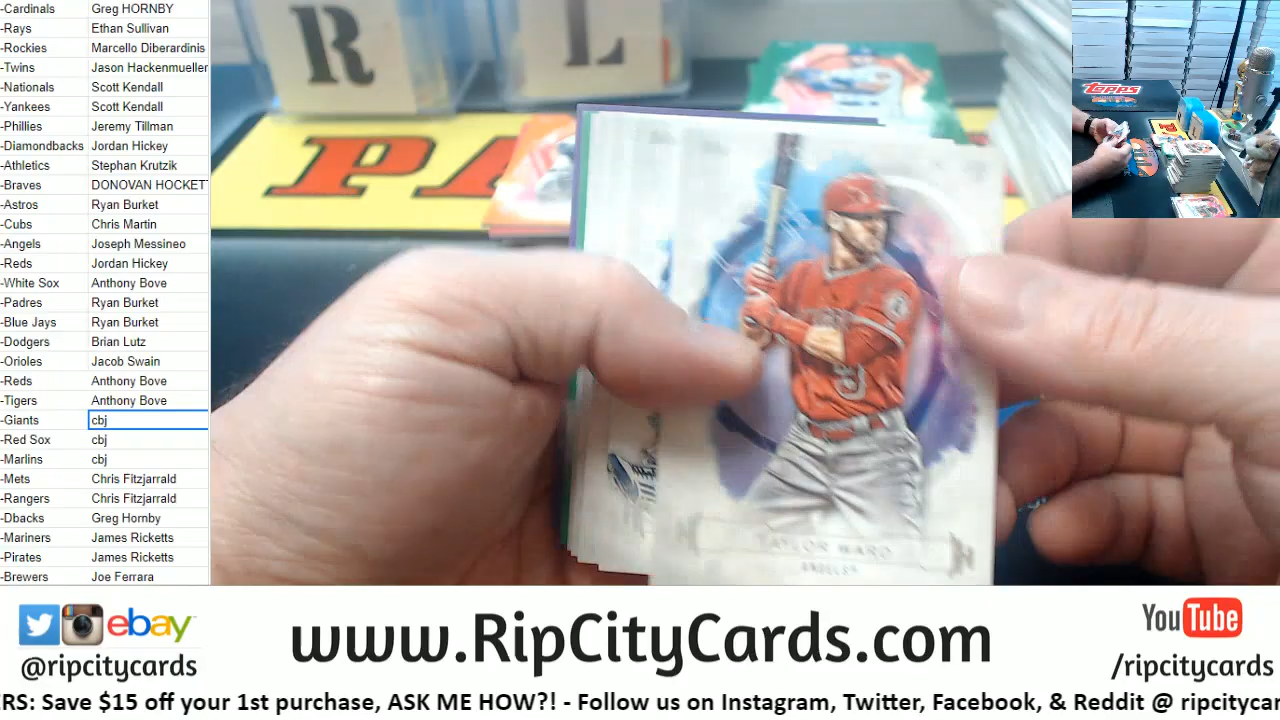 -Cardinals Greg HORNBY
-Rays Ethan Sullivan
-Rockies Marcello Diberardinis
-Twins Jason Hackenmueller
-Nationals Scott Kendall
-Yankees Scott Kendall
-Phillies Jeremy Tillman
-Diamondbacks Jordan Hickey
-Athletics Stephan Krutzik
-Braves DONOVAN HOCKETT
-Astros Ryan Burket
-Cubs Chris Martin
-Angels Joseph Messineo
-Reds Jordan Hickey
-White Sox Anthony Bove
-Padres Ryan Burket
-Blue Jays Ryan Burket
-Dodgers Brian Lutz
-Orioles Jacob Swain
-Reds Anthony Bove
-Tigers Anthony Bove
-Giants cbj
-Red Sox cbj
-Marlins cbj
-Mets Chris Fitzjarrald
-Rangers Chris Fitzjarrald
-Dbacks Greg Hornby
-Mariners James Ricketts
-Pirates James Ricketts
-Brewers Joe Ferrara
R L
PA
topps
P
TAYLOR WARD
ANGELS
ebay
@ripcitycards
www.RipCityCards.com
YouTube
/ripcitycards
ERS: Save $15 off your 1st purchase, ASK ME HOW?! - Follow us on Instagram, Twitter, Facebook, & Reddit @ ripcitycar